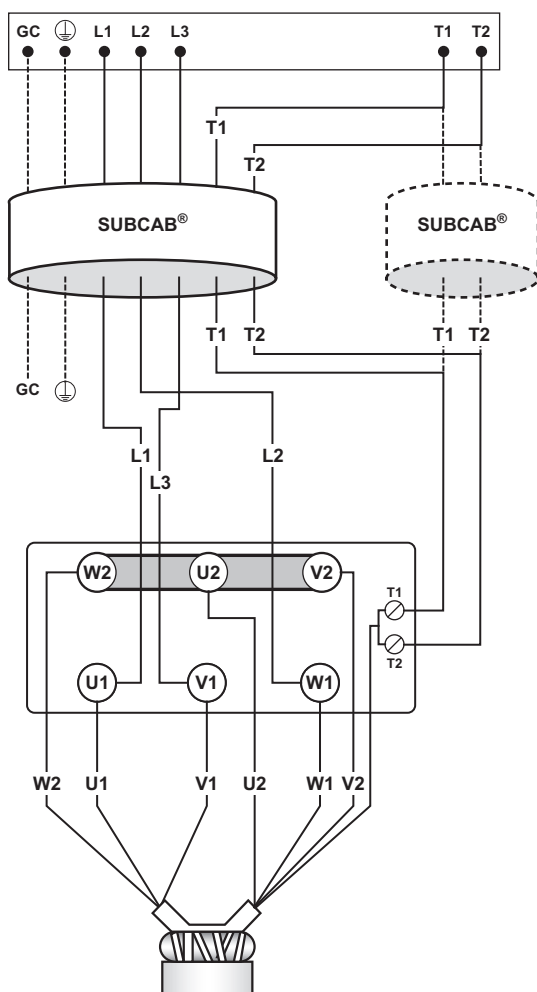 GC ⏚ L1 L2 L3 T1 T2
T1
T2
SUBCAB® SUBCAB®
T1 T2 T1 T2
GC ⏚
L1 L2
L3
W2 U2 V2
T1
T2
U1 V1 W1
W2 U1 V1 U2 W1 V2